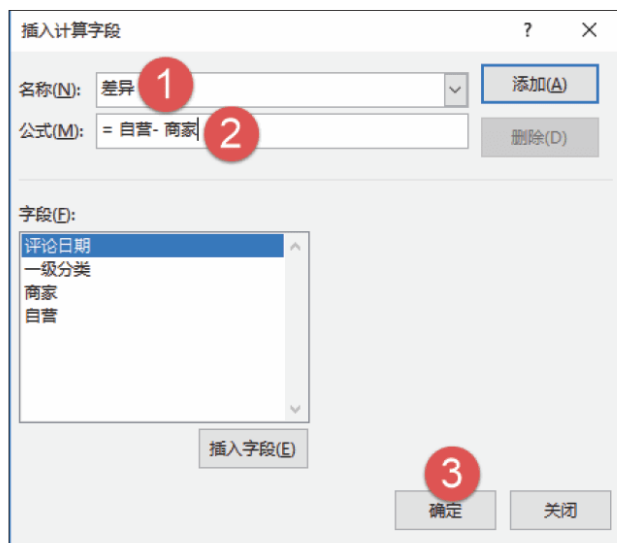 插入计算字段 ? ×
名称(N): 差异 1 添加(A)
公式(M): = 自营- 商家 2 删除(D)
字段(F):
评论日期
一级分类
商家
自营
插入字段(E)
3
确定 关闭